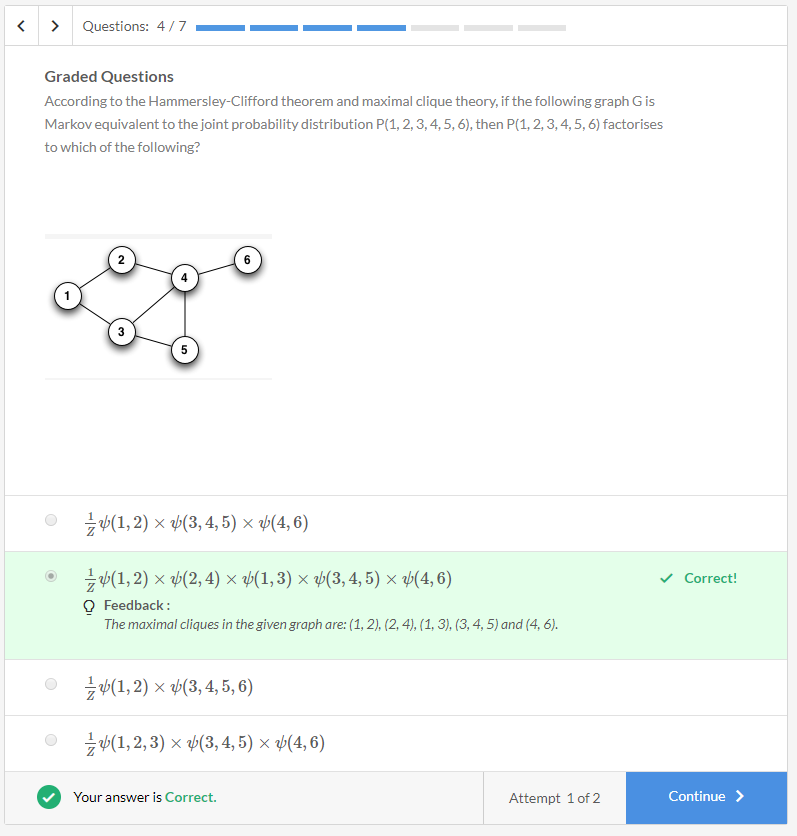 Questions: 4 / 7
Graded Questions
According to the Hammersley-Clifford theorem and maximal clique theory, if the following graph G is
Markov equivalent to the joint probability distribution P(1, 2, 3, 4, 5, 6), then P(1, 2, 3, 4, 5, 6) factorises
to which of the following?
2
6
4
1
3
5
1/Z ψ(1, 2) × ψ(3, 4, 5) × ψ(4, 6)
1/Z ψ(1, 2) × ψ(2, 4) × ψ(1, 3) × ψ(3, 4, 5) × ψ(4, 6)
Correct!
Feedback :
The maximal cliques in the given graph are: (1, 2), (2, 4), (1, 3), (3, 4, 5) and (4, 6).
1/Z ψ(1, 2) × ψ(3, 4, 5, 6)
1/Z ψ(1, 2, 3) × ψ(3, 4, 5) × ψ(4, 6)
Your answer is Correct.
Attempt 1 of 2
Continue